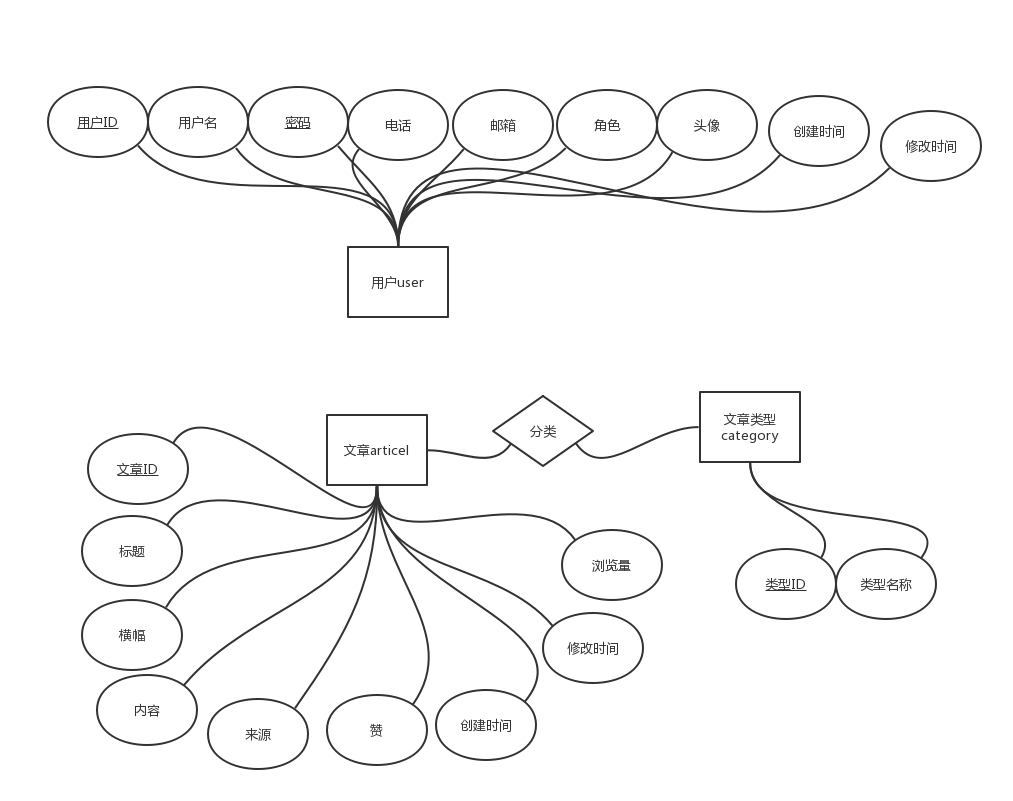 用户ID
用户名
密码
电话
邮箱
角色
头像
创建时间
修改时间
用户user
文章articel
分类
文章类型
category
文章ID
标题
横幅
内容
来源
赞
创建时间
修改时间
浏览量
类型ID
类型名称